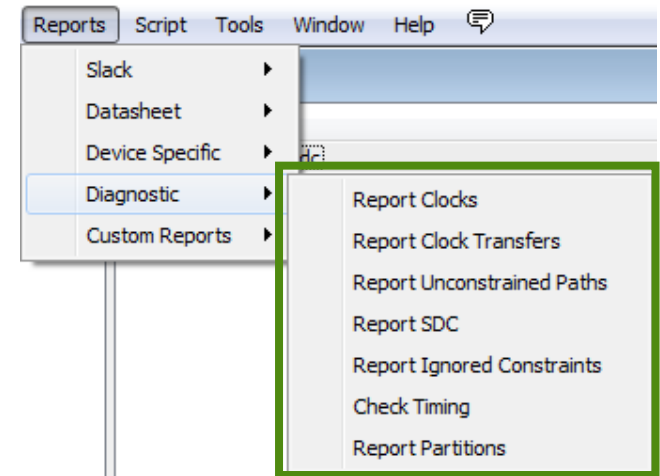 Reports Script Tools Window Help
Slack
Datasheet
Device Specific
Diagnostic
Custom Reports
dc]
Report Clocks
Report Clock Transfers
Report Unconstrained Paths
Report SDC
Report Ignored Constraints
Check Timing
Report Partitions